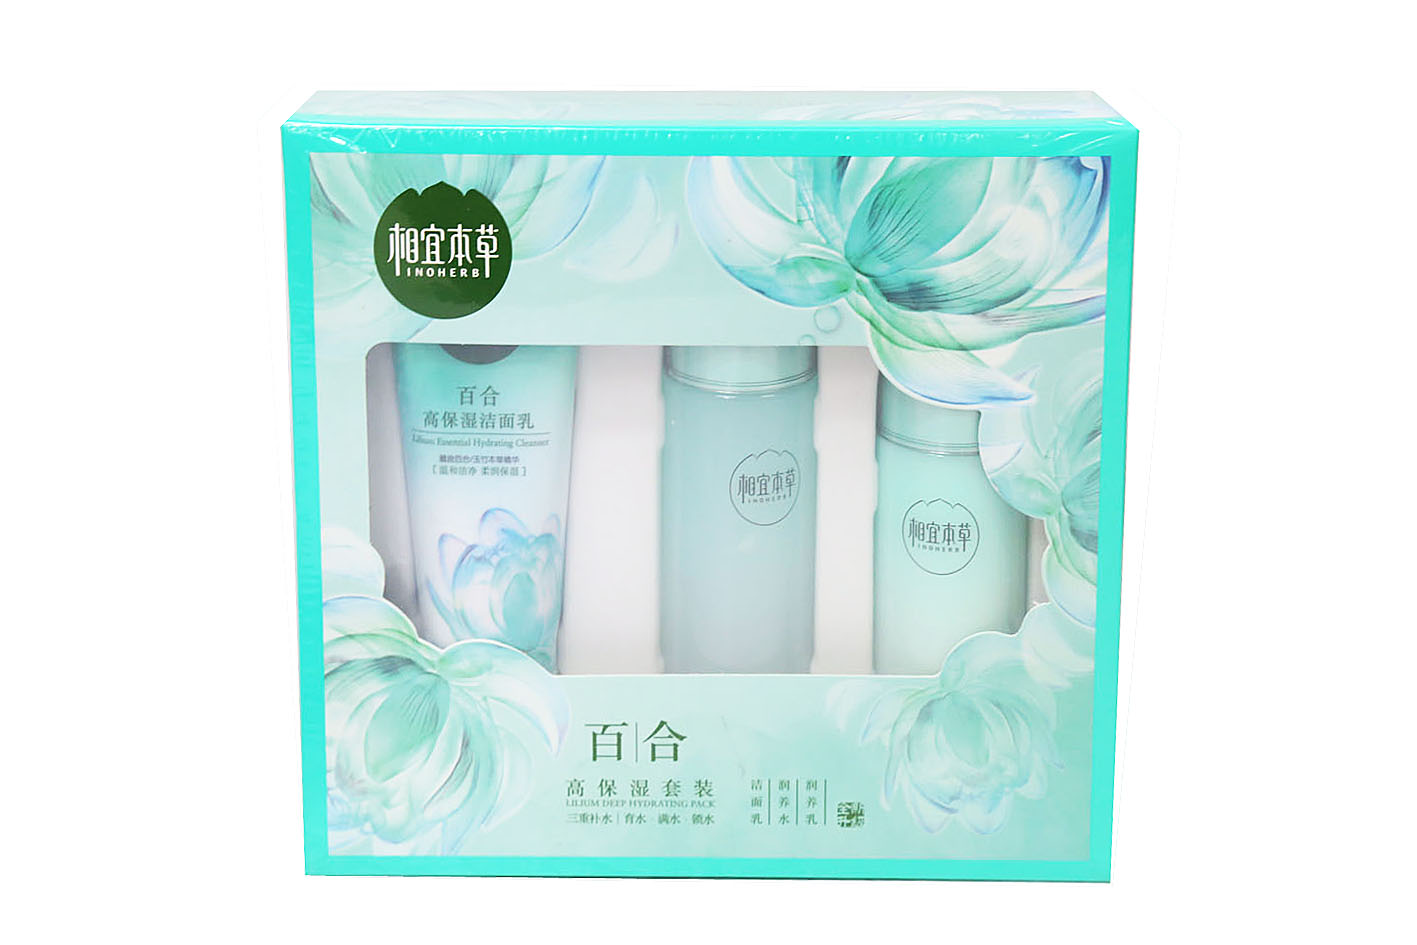 相宜本草
INOHERB
百合
高保湿洁面乳
Lilium Essential Hydrating Cleanser
[温和洁净 柔润保湿]
相宜本草
INOHERB
相宜本草
INOHERB
百|合
高保湿套装
LILIUM DEEP HYDRATING PACK
三重补水|育水·满水·锁水
洁面乳
润养水
润养乳